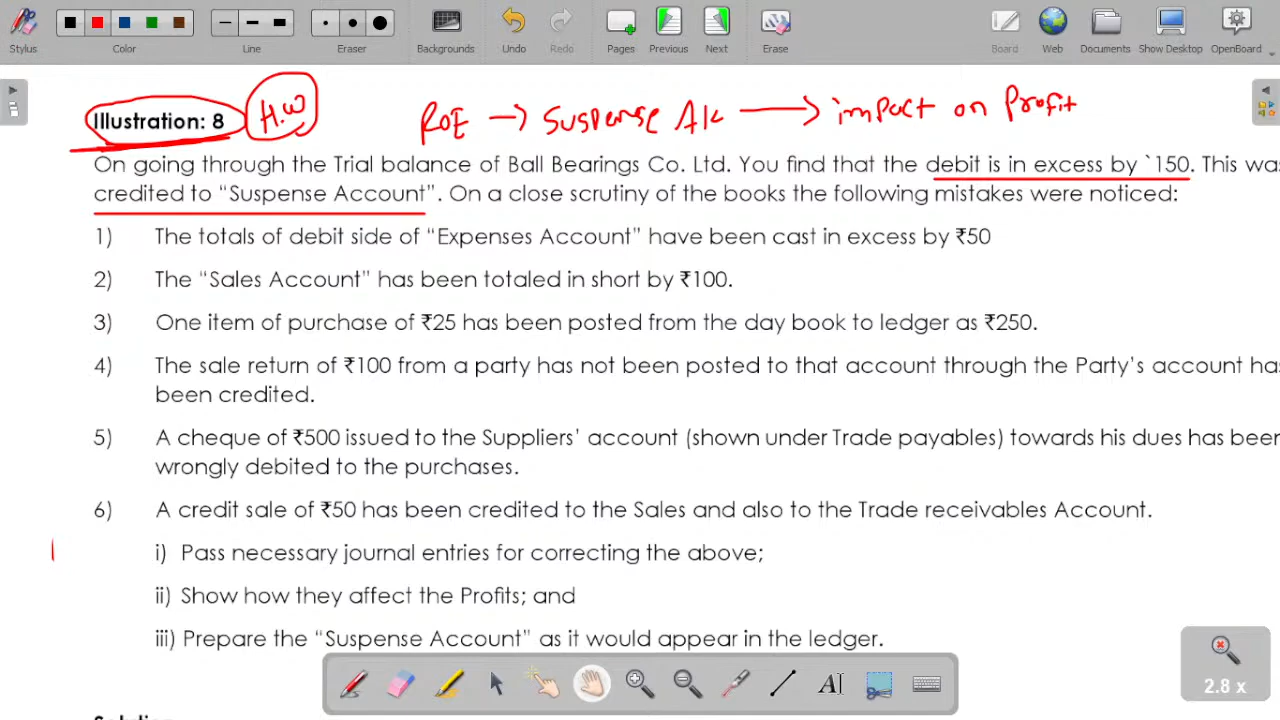 Stylus
Color
Line
Eraser
Backgrounds
Undo
Redo
Pages
Previous
Next
Erase
Board
Web
Documents
Show Desktop
OpenBoard
Illustration: 8
H.W
ROE → Suspense A/c → impact on Profit
On going through the Trial balance of Ball Bearings Co. Ltd. You find that the debit is in excess by `150. This was
credited to “Suspense Account”. On a close scrutiny of the books the following mistakes were noticed:
1) The totals of debit side of “Expenses Account” have been cast in excess by ₹50
2) The “Sales Account” has been totaled in short by ₹100.
3) One item of purchase of ₹25 has been posted from the day book to ledger as ₹250.
4) The sale return of ₹100 from a party has not been posted to that account through the Party’s account has
been credited.
5) A cheque of ₹500 issued to the Suppliers’ account (shown under Trade payables) towards his dues has been
wrongly debited to the purchases.
6) A credit sale of ₹50 has been credited to the Sales and also to the Trade receivables Account.
i) Pass necessary journal entries for correcting the above;
ii) Show how they affect the Profits; and
iii) Prepare the “Suspense Account” as it would appear in the ledger.
2.8 x